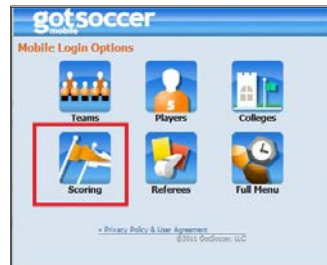 gotsoccer
mobile
Mobile Login Options
Teams Players Colleges
5
Scoring Referees Full Menu
» Privacy Policy & User Agreement
©2011 GotSoccer, LLC